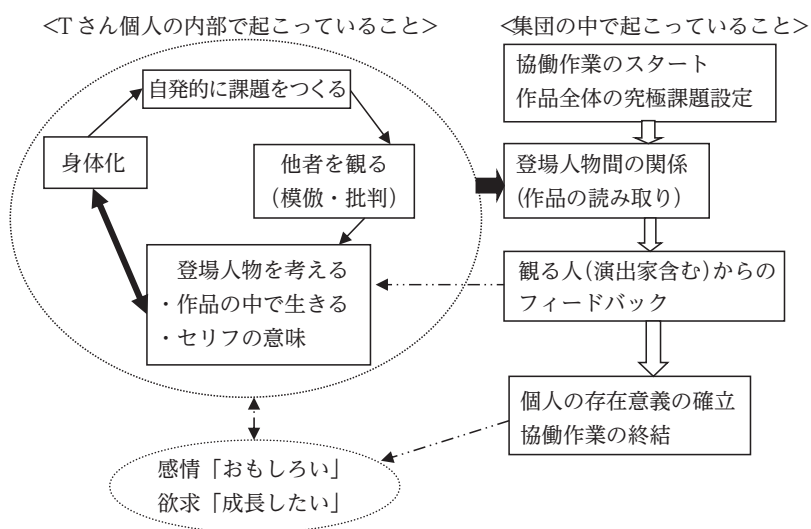 <Tさん個人の内部で起こっていること>
自発的に課題をつくる
身体化
他者を観る
(模倣・批判)
登場人物を考える
・作品の中で生きる
・セリフの意味
感情「おもしろい」
欲求「成長したい」
<集団の中で起こっていること>
協働作業のスタート
作品全体の究極課題設定
登場人物間の関係
(作品の読み取り)
観る人(演出家含む)からの
フィードバック
個人の存在意義の確立
協働作業の終結